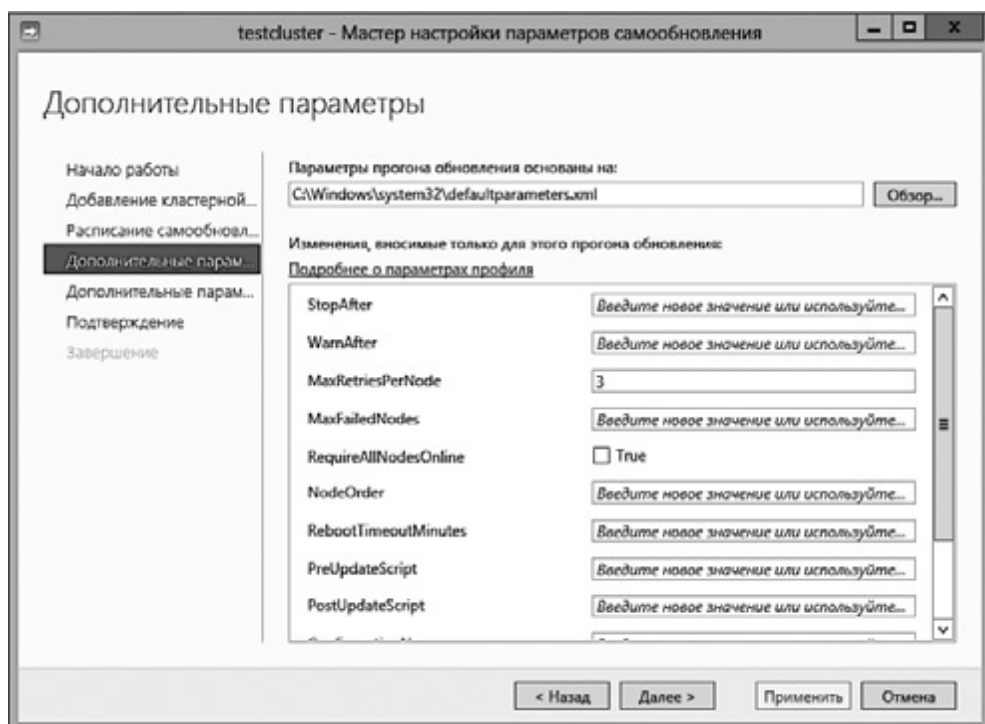 testcluster - Мастер настройки параметров самообновления
Дополнительные параметры
Начало работы
Добавление кластерной...
Расписание самообновл...
Дополнительные парам...
Дополнительные парам...
Подтверждение
Завершение
Параметры прогона обновления основаны на:
C:\Windows\system32\defaultparameters.xml Обзор...
Изменения, вносимые только для этого прогона обновления:
Подробнее о параметрах профиля
StopAfter Введите новое значение или используйте...
WarnAfter Введите новое значение или используйте...
MaxRetriesPerNode 3
MaxFailedNodes Введите новое значение или используйте...
RequireAllNodesOnline True
NodeOrder Введите новое значение или используйте...
RebootTimeoutMinutes Введите новое значение или используйте...
PreUpdateScript Введите новое значение или используйте...
PostUpdateScript Введите новое значение или используйте...
< Назад Далее > Применить Отмена